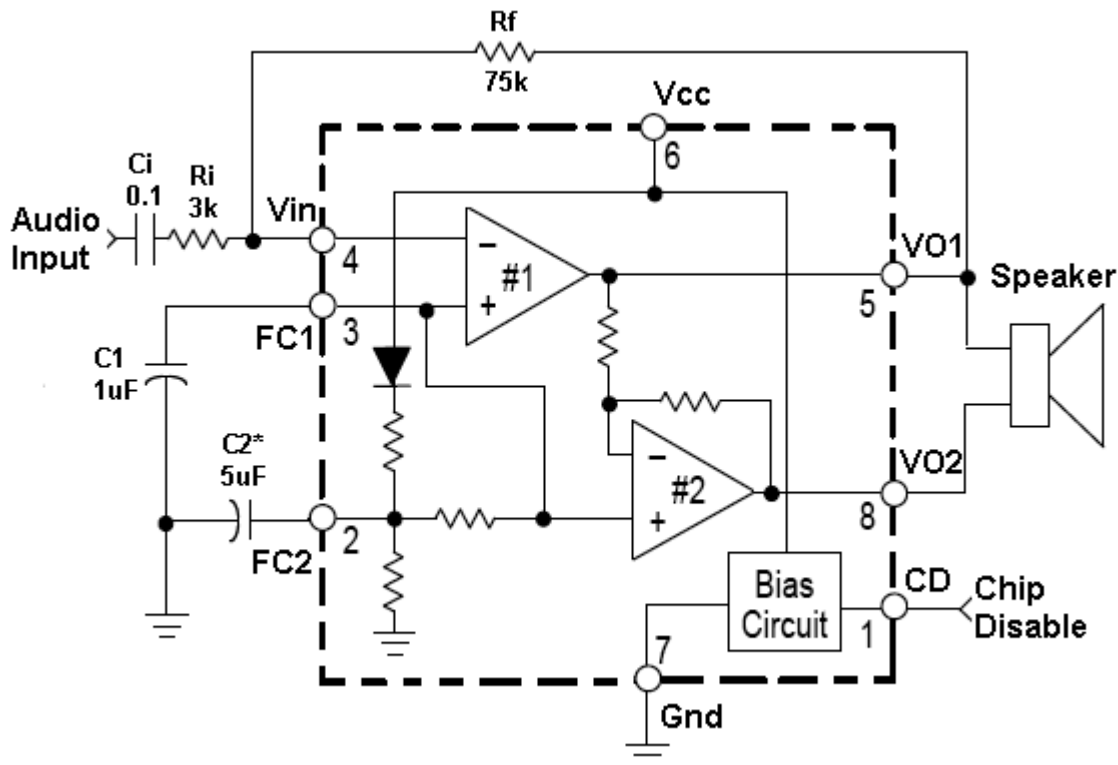 Rf
75k
Vcc
6
Ci
0.1
Ri
3k
Audio
Input
Vin
4
−
#1
+
VO1
5
Speaker
3
FC1
C1
1uF
C2*
5uF
2
FC2
−
#2
+
VO2
8
Bias
Circuit
CD
1
Chip
Disable
7
Gnd